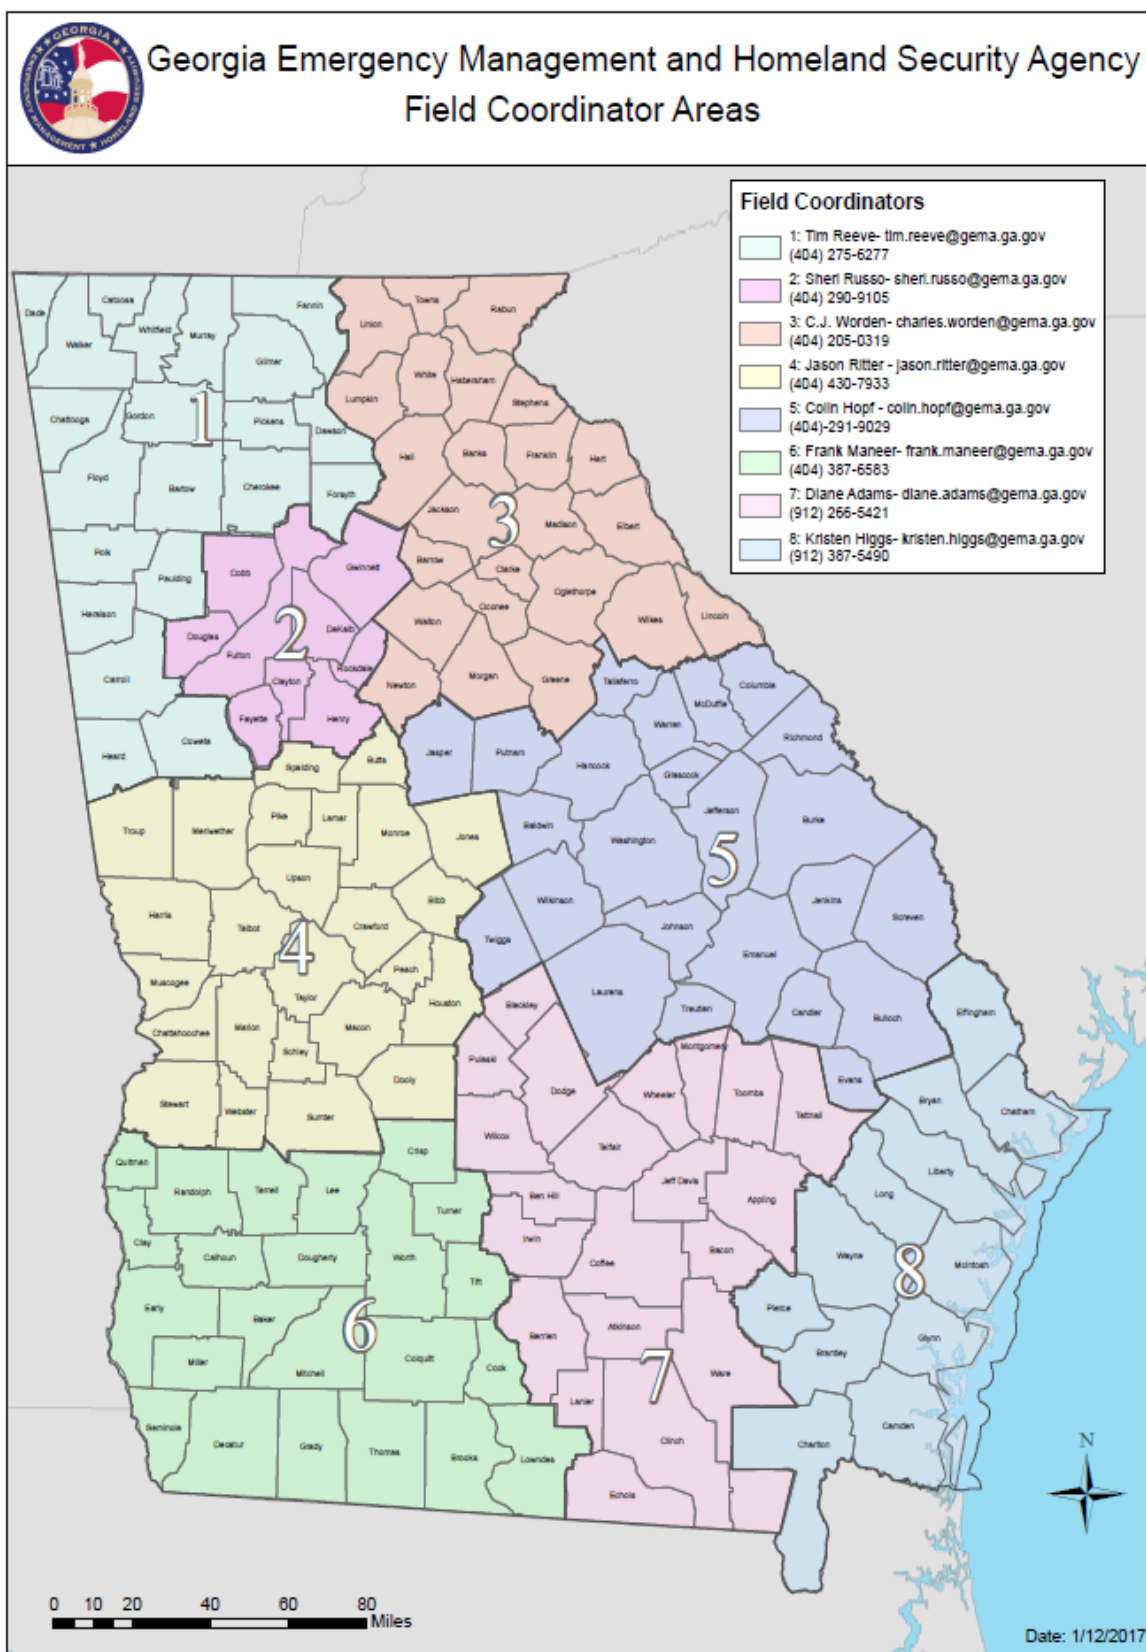 Georgia Emergency Management and Homeland Security Agency
Field Coordinator Areas
GEORGIA
EMERGENCY MANAGEMENT ★ HOMELAND SECURITY
Field Coordinators
1: Tim Reeve- tim.reeve@gema.ga.gov
(404) 275-6277
2: Sheri Russo- sheri.russo@gema.ga.gov
(404) 290-9105
3: C.J. Worden- charles.worden@gema.ga.gov
(404) 205-0319
4: Jason Ritter - jason.ritter@gema.ga.gov
(404) 430-7933
5: Colin Hopf - colin.hopf@gema.ga.gov
(404)-291-9029
6: Frank Maneer- frank.maneer@gema.ga.gov
(404) 387-6583
7: Diane Adams- diane.adams@gema.ga.gov
(912) 266-5421
8: Kristen Higgs- kristen.higgs@gema.ga.gov
(912) 387-5490
Dade
Catoosa
Whitfield
Murray
Fannin
Walker
Gilmer
Chattooga
Gordon
1
Pickens
Dawson
Floyd
Bartow
Cherokee
Forsyth
Polk
Paulding
Haralson
Carroll
Heard
Coweta
Union
Towns
Rabun
White
Habersham
Lumpkin
Stephens
Hall
Banks
Franklin
Hart
Jackson
3
Madison
Elbert
Barrow
Clarke
Oconee
Oglethorpe
Walton
Wilkes
Lincoln
Newton
Morgan
Greene
Cobb
Gwinnett
2
DeKalb
Douglas
Fulton
Rockdale
Clayton
Fayette
Henry
Taliaferro
Columbia
McDuffie
Warren
Richmond
Jasper
Putnam
Hancock
Glascock
Jefferson
Burke
Baldwin
Washington
5
Wilkinson
Jenkins
Screven
Twiggs
Johnson
Emanuel
Laurens
Treutlen
Candler
Bulloch
Evans
Spalding
Butts
Troup
Meriwether
Pike
Lamar
Monroe
Jones
Upson
Bibb
Harris
Talbot
Crawford
4
Peach
Muscogee
Taylor
Houston
Chattahoochee
Marion
Macon
Schley
Dooly
Stewart
Webster
Sumter
Bleckley
Pulaski
Dodge
Montgomery
Wheeler
Toombs
Tattnall
Wilcox
Telfair
Jeff Davis
Ben Hill
Appling
Irwin
Coffee
Bacon
Berrien
Atkinson
7
Ware
Lanier
Clinch
Echols
Quitman
Crisp
Randolph
Terrell
Lee
Turner
Clay
Calhoun
Dougherty
Worth
Tift
Early
Baker
6
Miller
Mitchell
Colquitt
Cook
Seminole
Decatur
Grady
Thomas
Brooks
Lowndes
Effingham
Bryan
Chatham
Liberty
Long
Wayne
8
McIntosh
Pierce
Glynn
Brantley
Camden
Charlton
N
0 10 20 40 60 80
Miles
Date: 1/12/2017